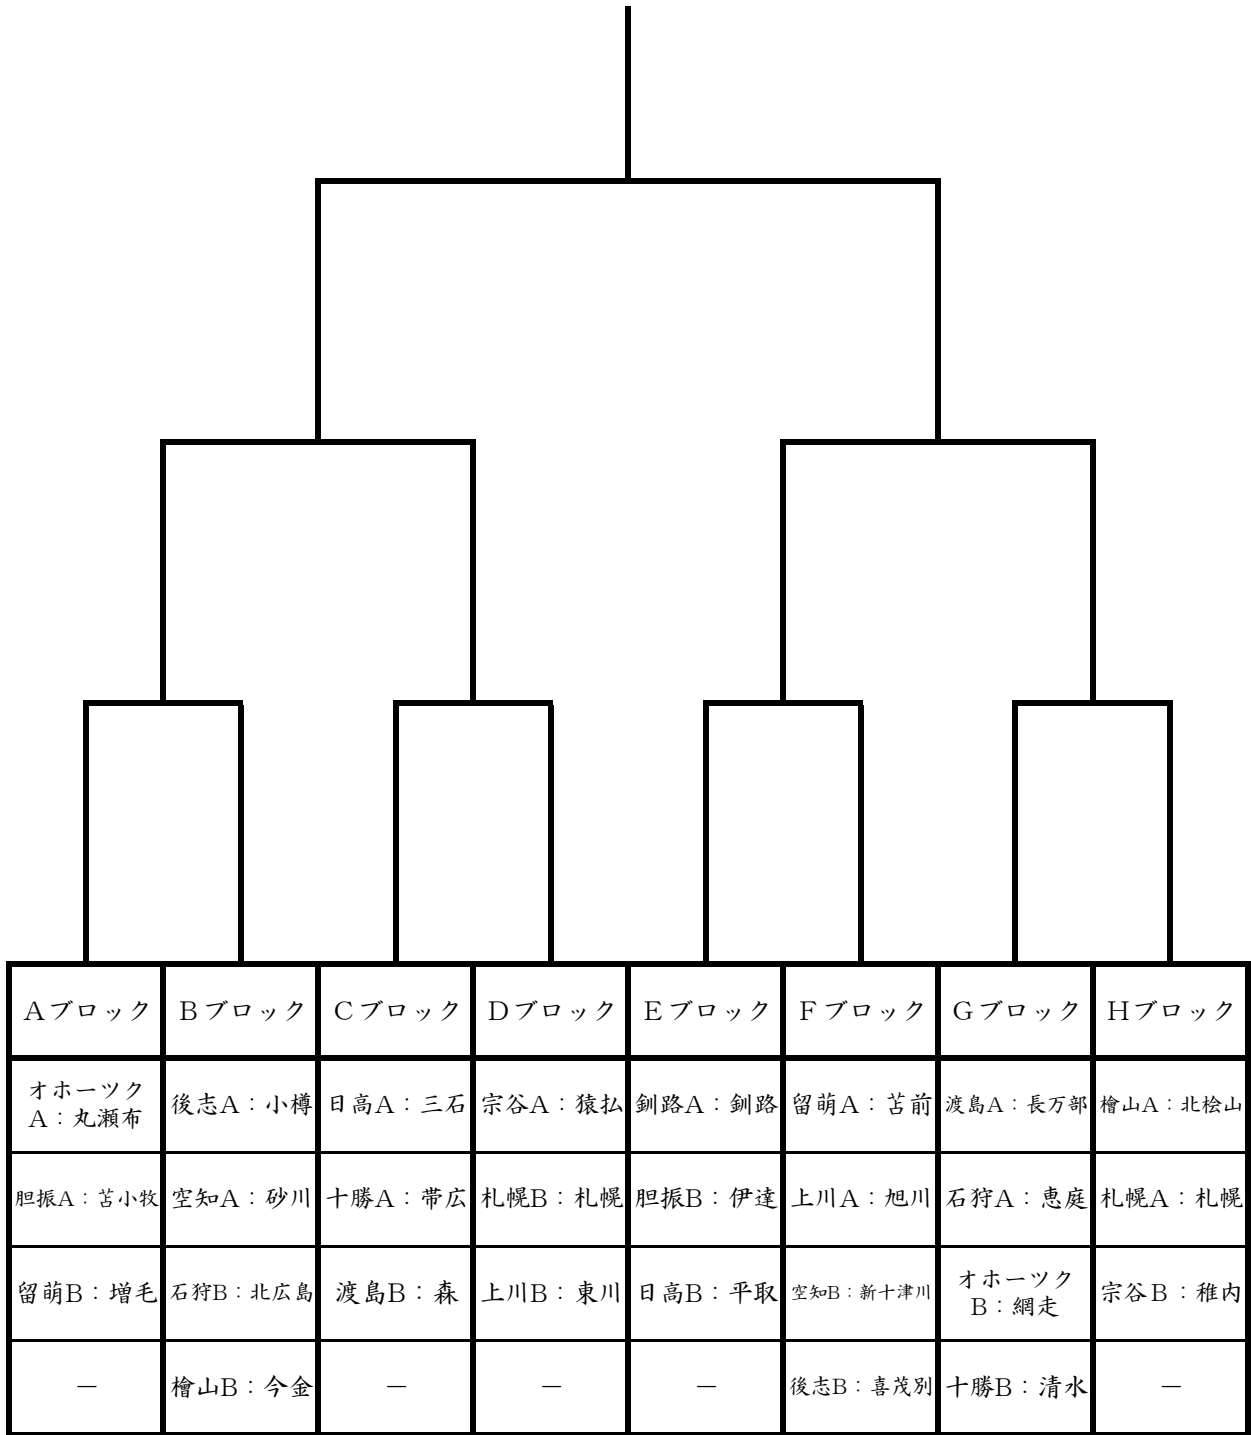 Aブロック Bブロック Cブロック Dブロック Eブロック Fブロック Gブロック Hブロック
オホーツク
A：丸瀬布 後志A：小樽 日高A：三石 宗谷A：猿払 釧路A：釧路 留萌A：苫前 渡島A：長万部 檜山A：北桧山
胆振A：苫小牧 空知A：砂川 十勝A：帯広 札幌B：札幌 胆振B：伊達 上川A：旭川 石狩A：恵庭 札幌A：札幌
留萌B：増毛 石狩B：北広島 渡島B：森 上川B：東川 日高B：平取 空知B：新十津川 オホーツク
B：網走 宗谷B：稚内
－ 檜山B：今金 － － － 後志B：喜茂別 十勝B：清水 －